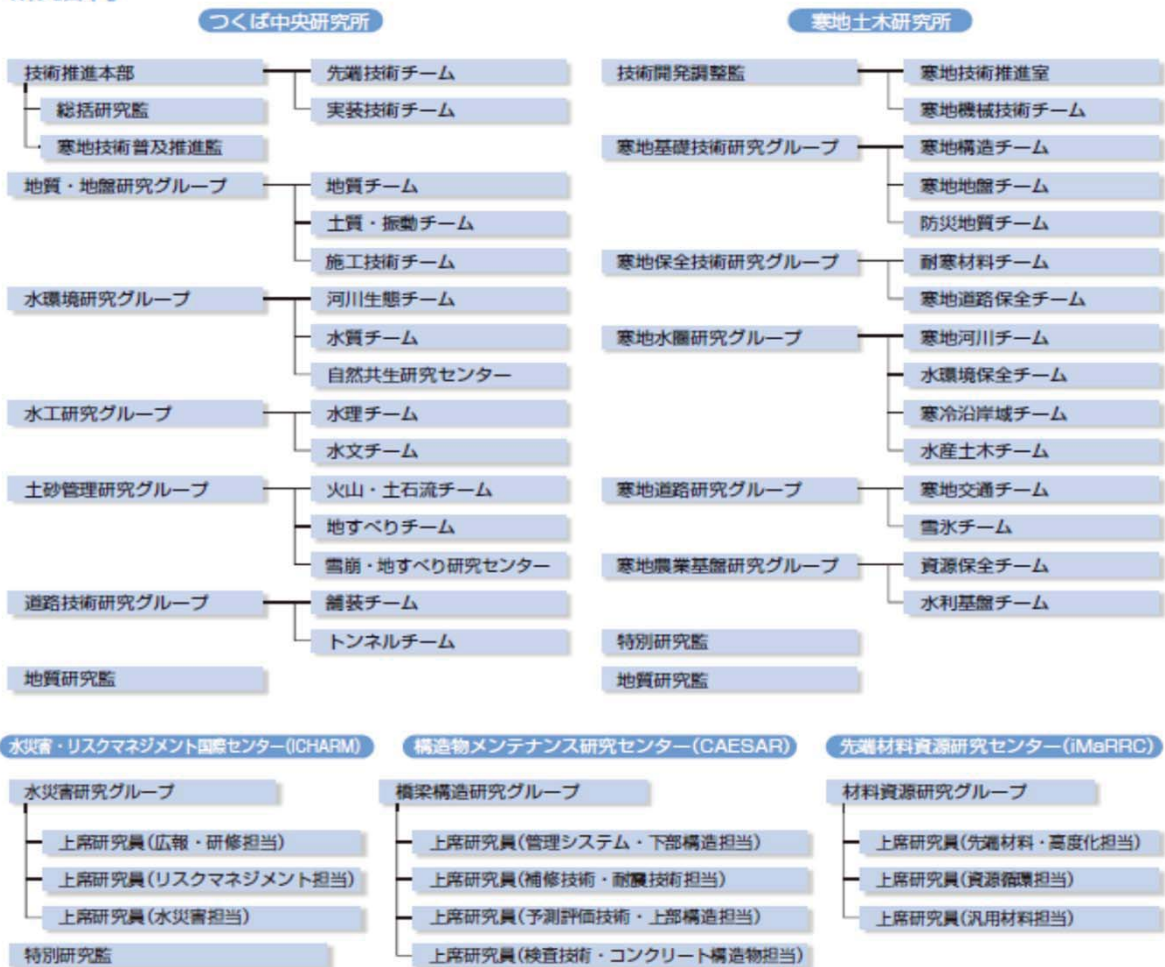 つくば中央研究所
技術推進本部
先端技術チーム
総括研究監
実装技術チーム
寒地技術普及推進監
地質・地盤研究グループ
地質チーム
土質・振動チーム
施工技術チーム
水環境研究グループ
河川生態チーム
水質チーム
自然共生研究センター
水工研究グループ
水理チーム
水文チーム
土砂管理研究グループ
火山・土石流チーム
地すべりチーム
雪崩・地すべり研究センター
道路技術研究グループ
舗装チーム
トンネルチーム
地質研究監
寒地土木研究所
技術開発調整監
寒地技術推進室
寒地機械技術チーム
寒地基礎技術研究グループ
寒地構造チーム
寒地地盤チーム
防災地質チーム
寒地保全技術研究グループ
耐寒材料チーム
寒地道路保全チーム
寒地水圏研究グループ
寒地河川チーム
水環境保全チーム
寒冷沿岸域チーム
水産土木チーム
寒地道路研究グループ
寒地交通チーム
雪氷チーム
寒地農業基盤研究グループ
資源保全チーム
水利基盤チーム
特別研究監
地質研究監
水災害・リスクマネジメント国際センター(ICHARM)
水災害研究グループ
上席研究員(広報・研修担当)
上席研究員(リスクマネジメント担当)
上席研究員(水災害担当)
特別研究監
構造物メンテナンス研究センター(CAESAR)
橋梁構造研究グループ
上席研究員(管理システム・下部構造担当)
上席研究員(補修技術・耐震技術担当)
上席研究員(予測評価技術・上部構造担当)
上席研究員(検査技術・コンクリート構造物担当)
先端材料資源研究センター(iMaRRC)
材料資源研究グループ
上席研究員(先端材料・高度化担当)
上席研究員(資源循環担当)
上席研究員(汎用材料担当)